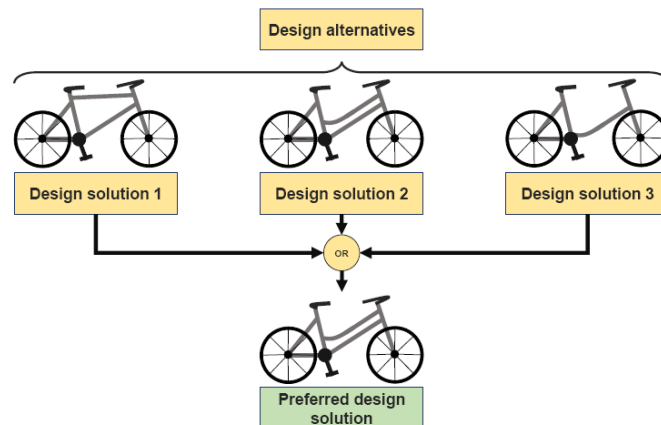 Design alternatives
Design solution 1
Design solution 2
Design solution 3
OR
Preferred design
solution